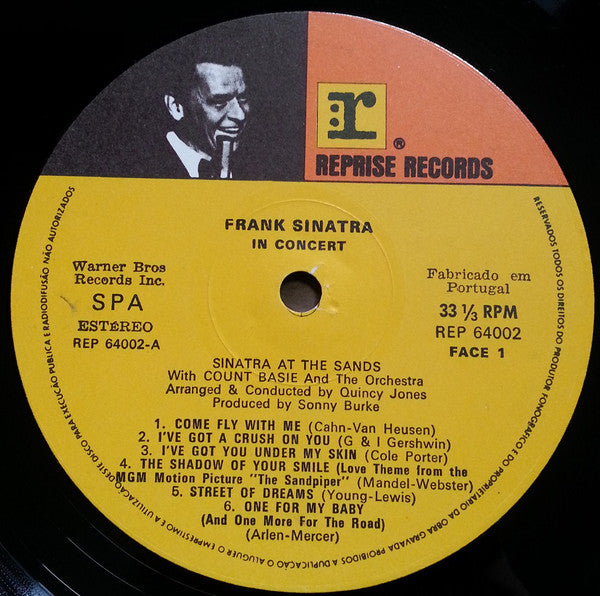 r
®
REPRISE RECORDS
FRANK SINATRA
IN CONCERT
Warner Bros
Records Inc.
SPA
ESTÉREO
REP 64002-A
Fabricado em
Portugal
33 1/3 RPM
REP 64002
FACE 1
SINATRA AT THE SANDS
With COUNT BASIE And The Orchestra
Arranged & Conducted by Quincy Jones
Produced by Sonny Burke
1. COME FLY WITH ME (Cahn-Van Heusen)
2. I'VE GOT A CRUSH ON YOU (G & I Gershwin)
3. I'VE GOT YOU UNDER MY SKIN (Cole Porter)
4. THE SHADOW OF YOUR SMILE (Love Theme from the
MGM Motion Picture "The Sandpiper") (Mandel-Webster)
5. STREET OF DREAMS (Young-Lewis)
6. ONE FOR MY BABY
(And One More For The Road)
(Arlen-Mercer)
RESERVADOS TODOS OS DIREITOS DO PRODUTOR FONOGRÁFICO E DO PROPRIETÁRIO DA OBRA GRAVADA PROIBIDOS A DUPLICAÇÃO O ALUGUER O EMPRÉSTIMO E A UTILIZAÇÃO DESTE DISCO PARA EXECUÇÃO PÚBLICA E RADIODIFUSÃO NÃO AUTORIZADOS